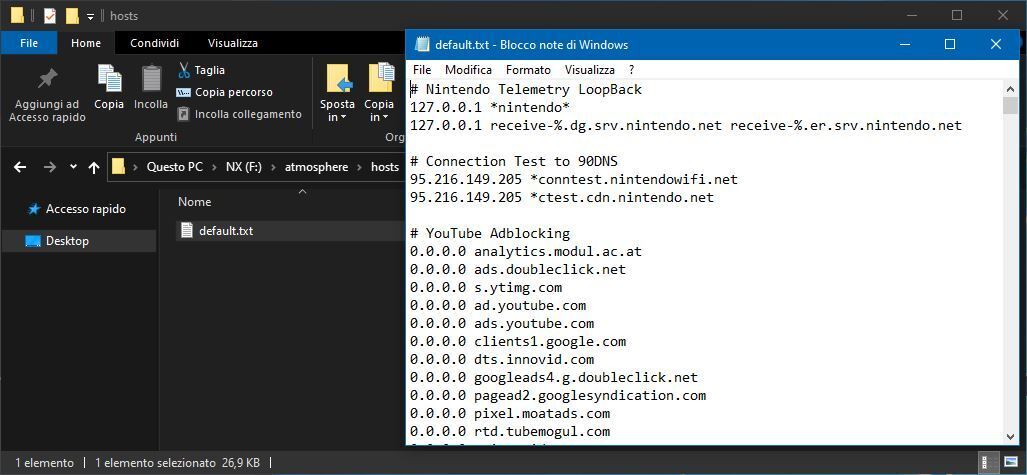 hosts
File Home Condividi Visualizza
Aggiungi ad
Accesso rapido
Copia
Incolla
Taglia
Copia percorso
Incolla collegamento
Sposta
in
Copia
in
Appunti
Org
Questo PC NX (F:) atmosphere hosts
Accesso rapido
Desktop
Nome
default.txt
1 elemento 1 elemento selezionato 26,9 KB
default.txt - Blocco note di Windows
File Modifica Formato Visualizza ?
# Nintendo Telemetry LoopBack
127.0.0.1 *nintendo*
127.0.0.1 receive-%.dg.srv.nintendo.net receive-%.er.srv.nintendo.net
# Connection Test to 90DNS
95.216.149.205 *conntest.nintendowifi.net
95.216.149.205 *ctest.cdn.nintendo.net
# YouTube Adblocking
0.0.0.0 analytics.modul.ac.at
0.0.0.0 ads.doubleclick.net
0.0.0.0 s.ytimg.com
0.0.0.0 ad.youtube.com
0.0.0.0 ads.youtube.com
0.0.0.0 clients1.google.com
0.0.0.0 dts.innovid.com
0.0.0.0 googleads4.g.doubleclick.net
0.0.0.0 pagead2.googlesyndication.com
0.0.0.0 pixel.moatads.com
0.0.0.0 rtd.tubemogul.com